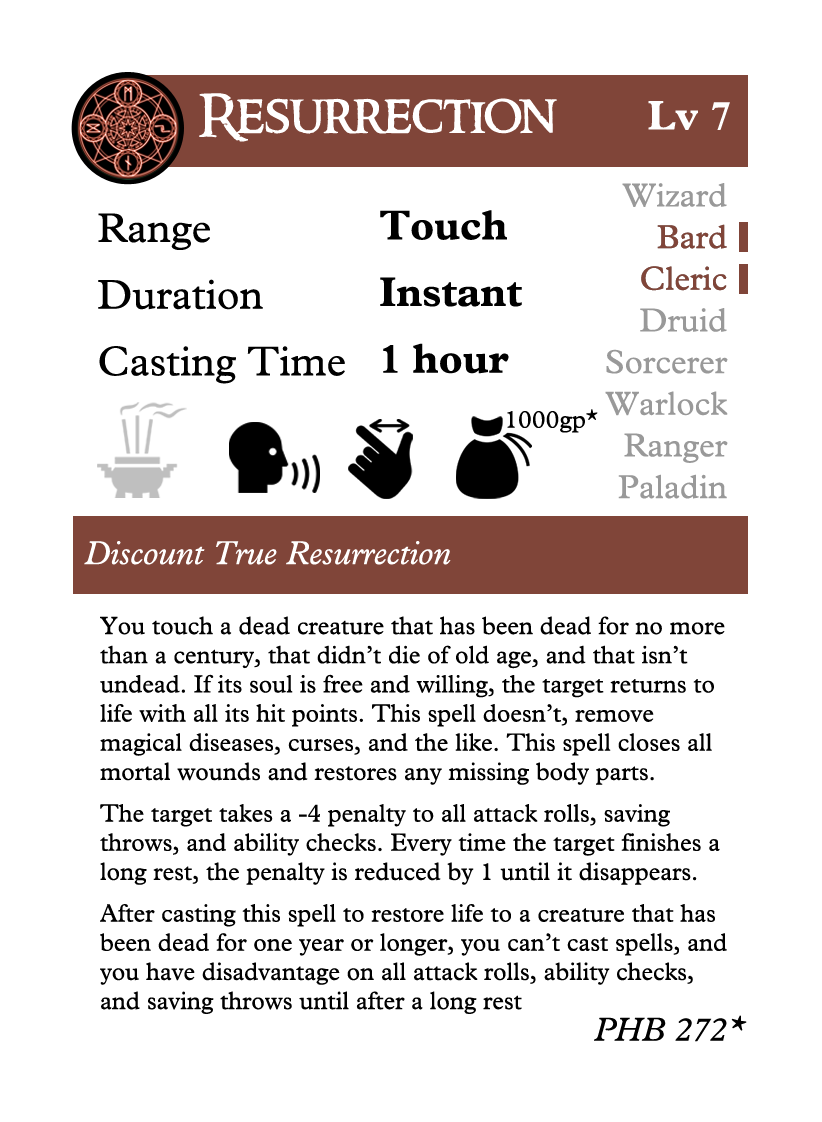 RESURRECTION
Lv 7
Range Touch
Duration Instant
Casting Time 1 hour
1000gp★
Wizard
Bard
Cleric
Druid
Sorcerer
Warlock
Ranger
Paladin
Discount True Resurrection
You touch a dead creature that has been dead for no more
than a century, that didn’t die of old age, and that isn’t
undead. If its soul is free and willing, the target returns to
life with all its hit points. This spell doesn’t, remove
magical diseases, curses, and the like. This spell closes all
mortal wounds and restores any missing body parts.
The target takes a -4 penalty to all attack rolls, saving
throws, and ability checks. Every time the target finishes a
long rest, the penalty is reduced by 1 until it disappears.
After casting this spell to restore life to a creature that has
been dead for one year or longer, you can’t cast spells, and
you have disadvantage on all attack rolls, ability checks,
and saving throws until after a long rest
PHB 272★